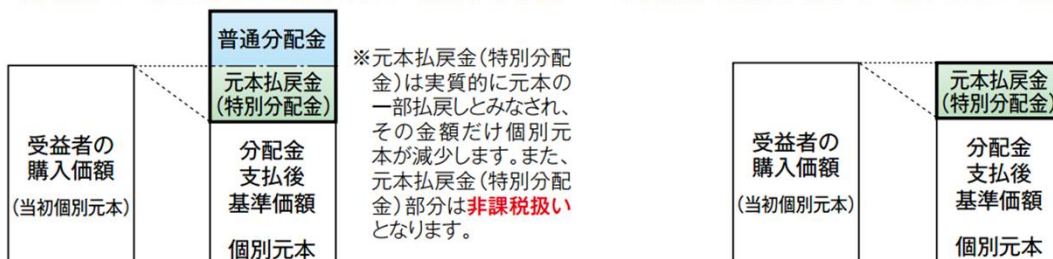 普通分配金
元本払戻金
(特別分配金)
受益者の
購入価額
(当初個別元本)
分配金
支払後
基準価額
個別元本
※元本払戻金(特別分配
金)は実質的に元本の
一部払戻しとみなされ、
その金額だけ個別元
本が減少します。また、
元本払戻金(特別分配
金)部分は非課税扱い
となります。
受益者の
購入価額
(当初個別元本)
元本払戻金
(特別分配金)
分配金
支払後
基準価額
個別元本